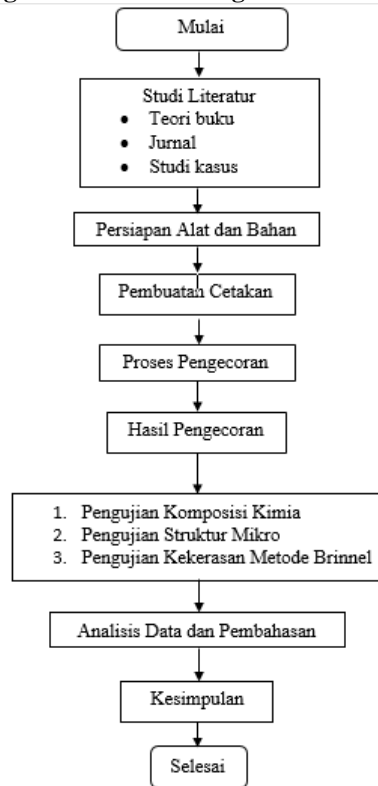 Mulai
Studi Literatur
• Teori buku
• Jurnal
• Studi kasus
Persiapan Alat dan Bahan
Pembuatan Cetakan
Proses Pengecoran
Hasil Pengecoran
1. Pengujian Komposisi Kimia
2. Pengujian Struktur Mikro
3. Pengujian Kekerasan Metode Brinnel
Analisis Data dan Pembahasan
Kesimpulan
Selesai